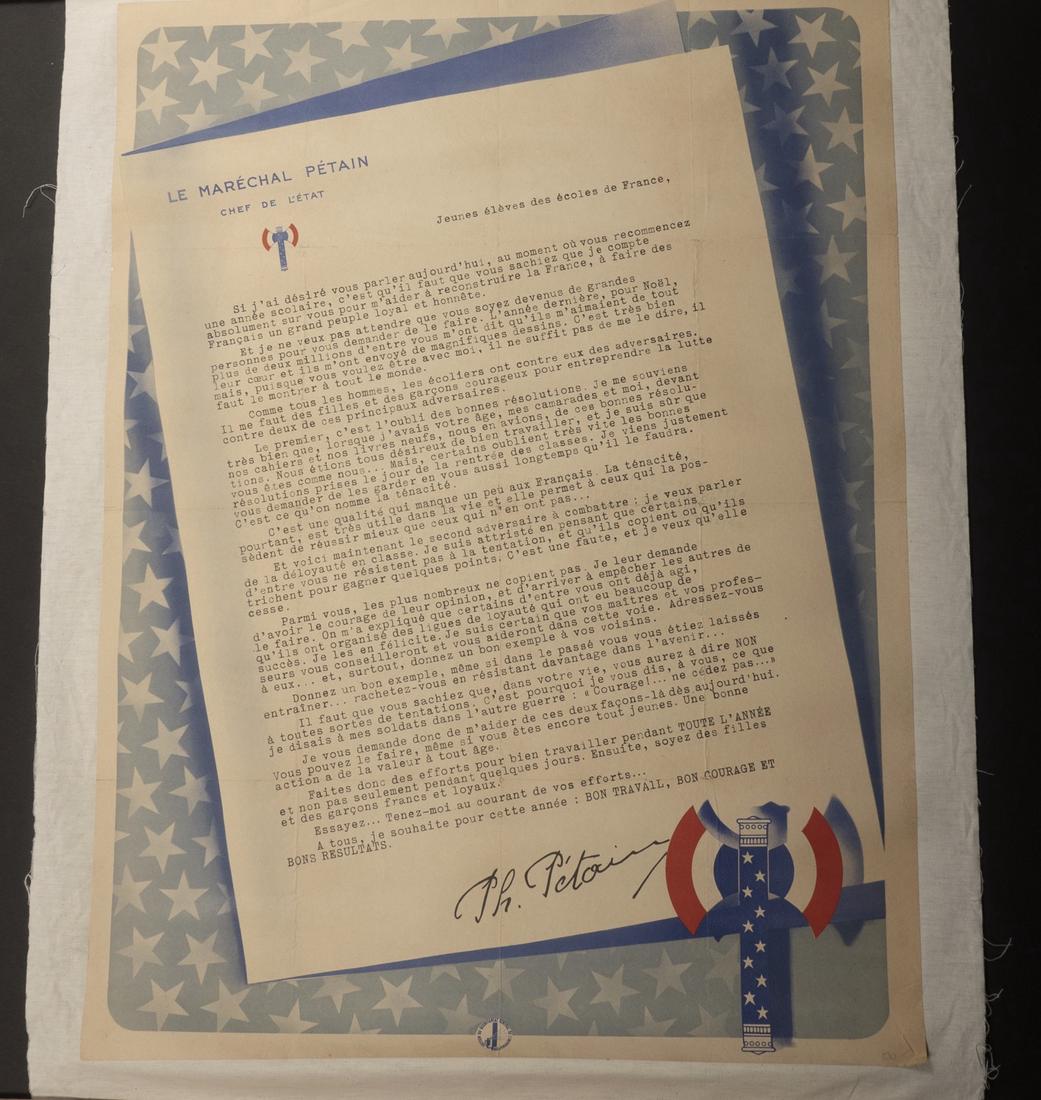 LE MARÉCHAL PÉTAIN
CHEF DE L'ÉTAT
Jeunes élèves des écoles de France,
Si j'ai désiré vous parler aujourd'hui, au moment où vous recommencez
une année scolaire, c'est qu'il faut que vous sachiez que je compte
absolument sur vous pour m'aider à reconstruire la France, à faire des
Français un grand peuple loyal et honnête.
Et je ne veux pas attendre que vous soyez devenus de grandes
personnes pour vous demander de le faire. L'année dernière, pour Noël,
plus de deux millions d'entre vous m'ont dit qu'ils m'aimaient de tout
leur cœur et ils m'ont envoyé de magnifiques dessins. C'est très bien
mais, puisque vous voulez être avec moi, il ne suffit pas de me le dire, il
faut le montrer à tout le monde.
Comme tous les hommes, les écoliers ont contre eux des adversaires.
Il me faut des filles et des garçons courageux pour entreprendre la lutte
contre deux de ces principaux adversaires.
Le premier, c'est l'oubli des bonnes résolutions. Je me souviens
très bien que, lorsque j'avais votre âge, mes camarades et moi, devant
nos cahiers et nos livres neufs, nous en avions, de ces bonnes résolu-
tions. Nous étions tous désireux de bien travailler, et je suis sûr que
vous êtes comme nous... Mais, certains oublient très vite les bonnes
résolutions prises le jour de la rentrée des classes. Je viens justement
vous demander de les garder en vous aussi longtemps qu'il le faudra.
C'est ce qu'on nomme la ténacité.
C'est une qualité qui manque un peu aux Français. La ténacité,
pourtant, est très utile dans la vie et elle permet à ceux qui la pos-
sèdent de réussir mieux que ceux qui n'en ont pas...
Et voici maintenant le second adversaire à combattre : je veux parler
de la déloyauté en classe. Je suis attristé en pensant que certains
d'entre vous ne résistent pas à la tentation, et qu'ils copient ou qu'ils
trichent pour gagner quelques points. C'est une faute, et je veux qu'elle
cesse.
Parmi vous, les plus nombreux ne copient pas. Je leur demande
d'avoir le courage de leur opinion, et d'arriver à empêcher les autres de
le faire. On m'a expliqué que certains d'entre vous ont déjà agi,
qu'ils ont organisé des ligues de loyauté qui ont eu beaucoup de
succès. Je les en félicite. Je suis certain que vos maîtres et vos profes-
seurs vous conseilleront et vous aideront dans cette voie. Adressez-vous
à eux... et, surtout, donnez un bon exemple à vos voisins.
Donnez un bon exemple, même si dans le passé vous vous étiez laissés
entraîner... rachetez-vous en résistant davantage dans l'avenir...
Il faut que vous sachiez que, dans votre vie, vous aurez à dire NON
à toutes sortes de tentations. C'est pourquoi je vous dis, à vous, ce que
je disais à mes soldats dans l'autre guerre : « Courage!... ne cédez pas...»
Je vous demande donc de m'aider de ces deux façons-là dès aujourd'hui.
Vous pouvez le faire, même si vous êtes encore tout jeunes. Une bonne
action a de la valeur à tout âge.
Faites donc des efforts pour bien travailler pendant TOUTE L'ANNÉE
et non pas seulement pendant quelques jours. Ensuite, soyez des filles
et des garçons francs et loyaux.
Essayez... Tenez-moi au courant de vos efforts...
A tous, je souhaite pour cette année : BON TRAVAIL, BON COURAGE ET
BONS RESULTATS.
Ph. Pétain